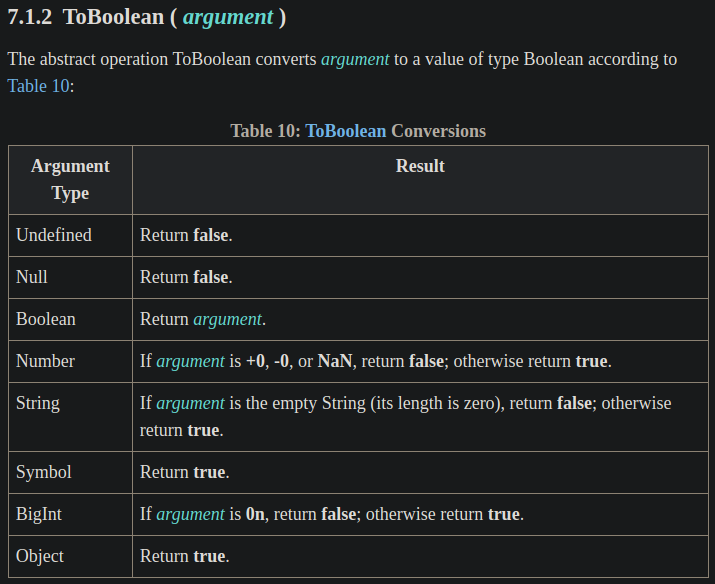 7.1.2 ToBoolean ( argument )
The abstract operation ToBoolean converts argument to a value of type Boolean according to
Table 10:
Table 10: ToBoolean Conversions
Argument
Type
Result
Undefined
Return false.
Null
Return false.
Boolean
Return argument.
Number
If argument is +0, -0, or NaN, return false; otherwise return true.
String
If argument is the empty String (its length is zero), return false; otherwise
return true.
Symbol
Return true.
BigInt
If argument is 0n, return false; otherwise return true.
Object
Return true.